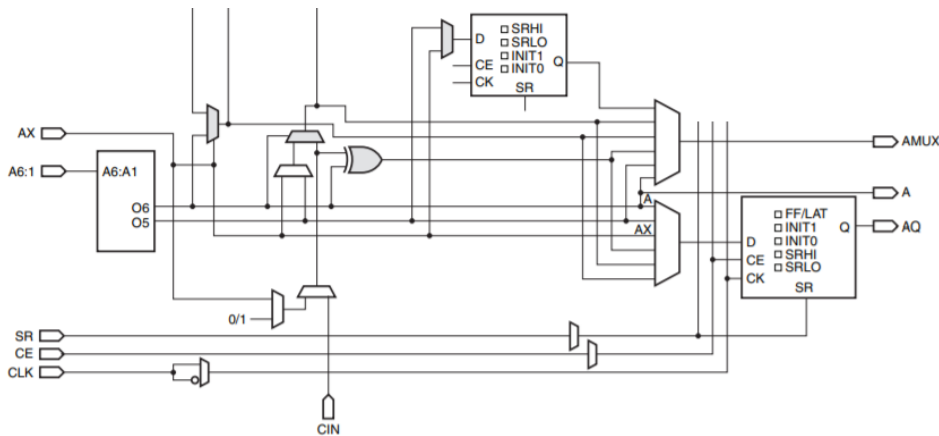 SRHI
D
SRLO
INIT1
Q
CE
INIT0
CK
SR
AX
AMUX
A6:1
A6:A1
A
A
O6
FF/LAT
O5
INIT1
Q
AQ
AX
D
INIT0
CE
SRHI
SRLO
CK
SR
0/1
SR
CE
CLK
CIN